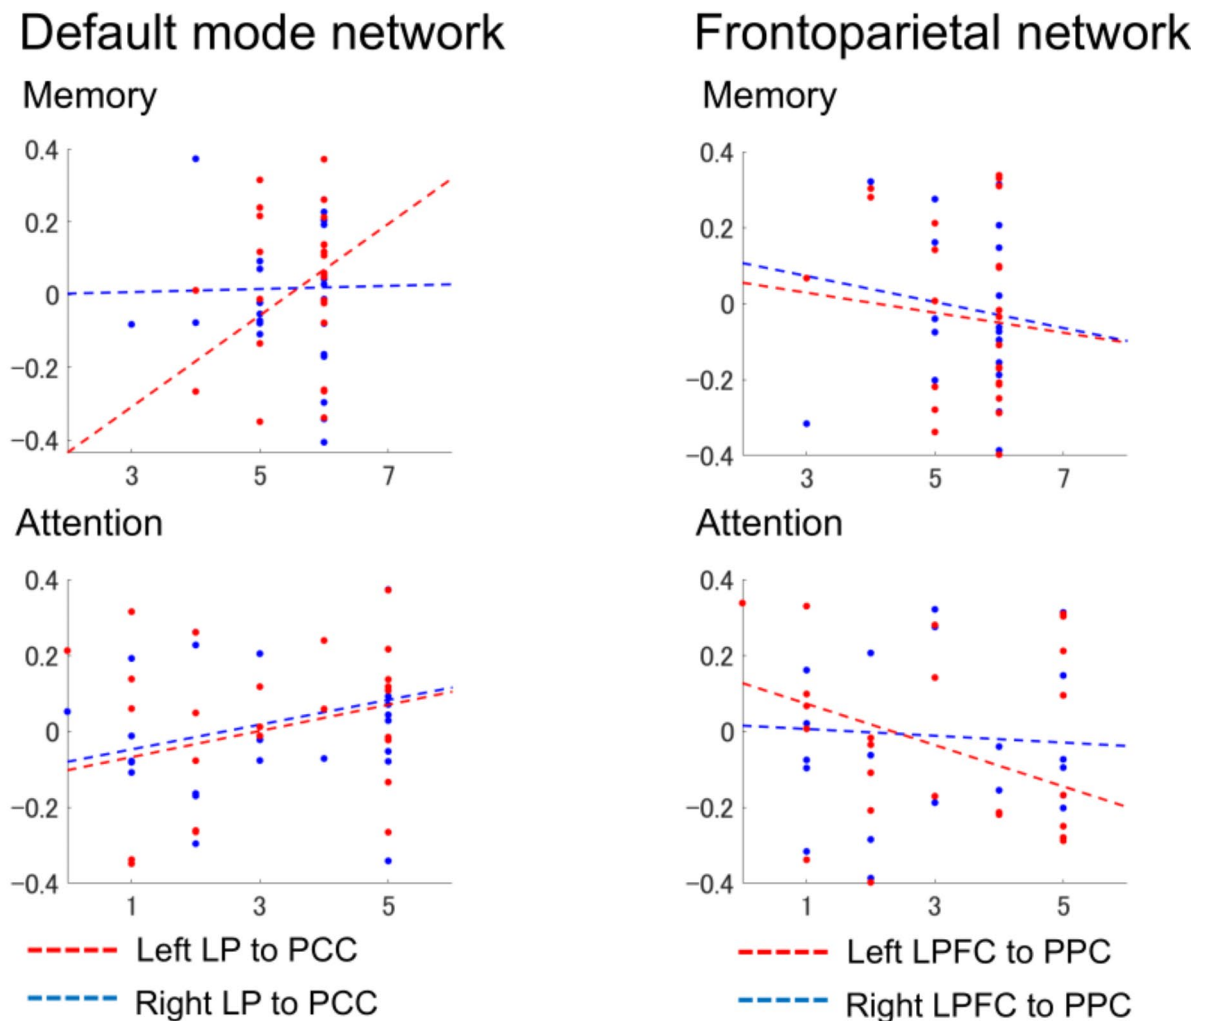 Default mode network
Memory
0.4
0.2
0
−0.2
−0.4
3 5 7
Attention
0.4
0.2
0
−0.2
−0.4
1 3 5
Left LP to PCC
Right LP to PCC
Frontoparietal network
Memory
0.4
0.2
0
−0.2
−0.4
3 5 7
Attention
0.4
0.2
0
−0.2
−0.4
1 3 5
Left LPFC to PPC
Right LPFC to PPC